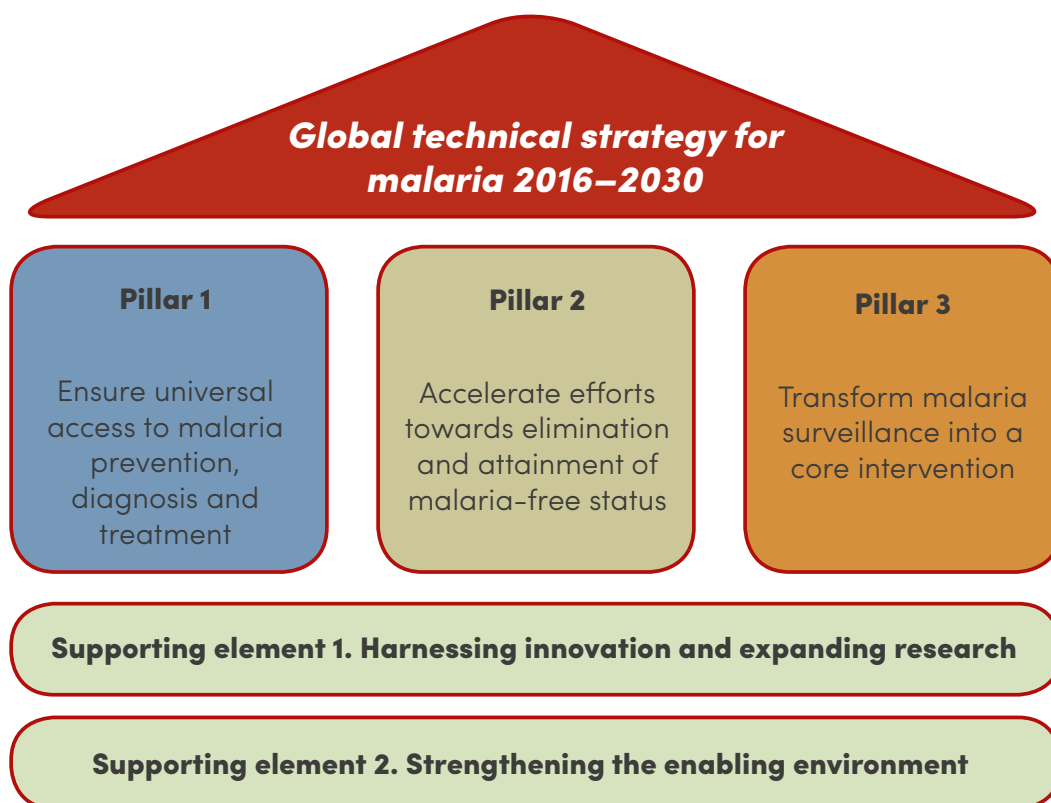 Global technical strategy for
malaria 2016–2030
Pillar 1
Ensure universal
access to malaria
prevention,
diagnosis and
treatment
Pillar 2
Accelerate efforts
towards elimination
and attainment of
malaria-free status
Pillar 3
Transform malaria
surveillance into a
core intervention
Supporting element 1. Harnessing innovation and expanding research
Supporting element 2. Strengthening the enabling environment